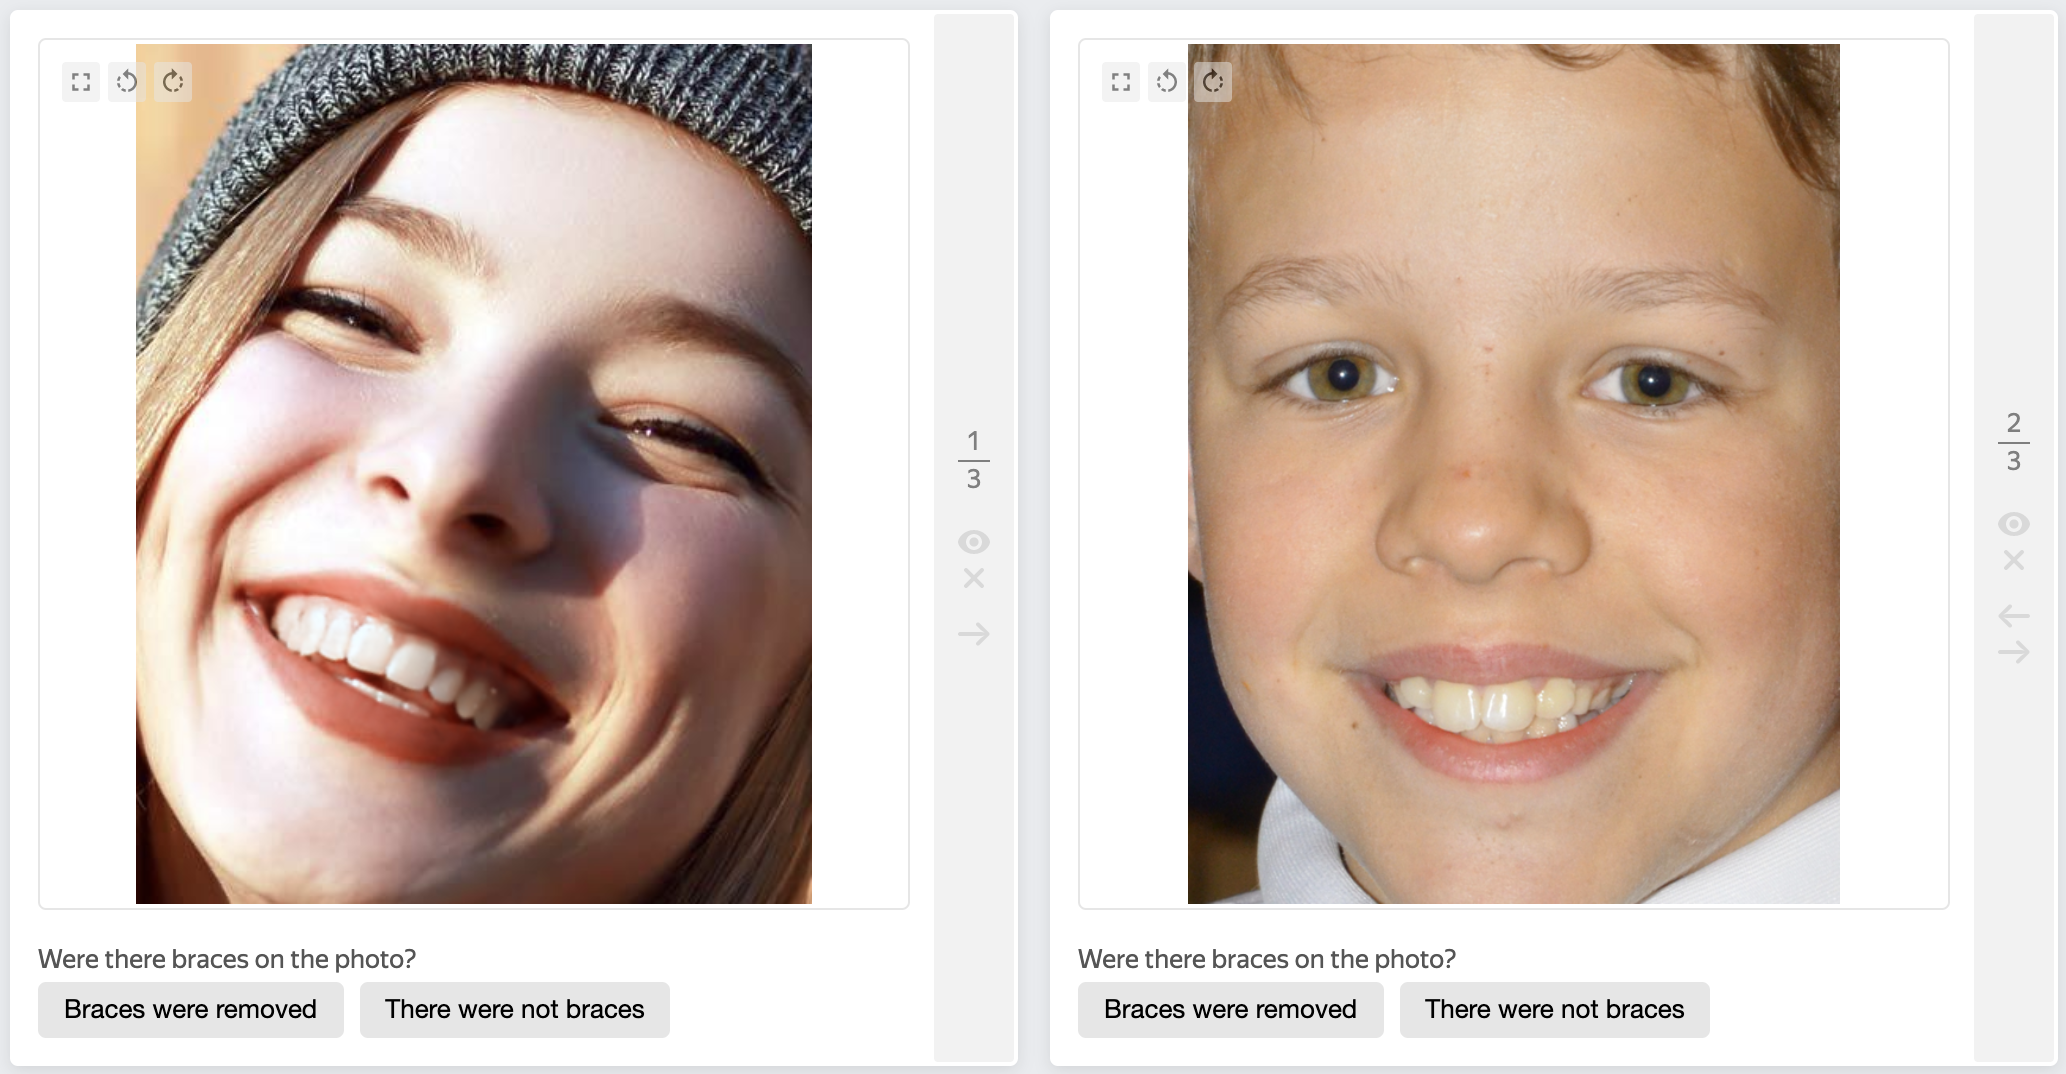 1
3
Were there braces on the photo?
Braces were removed
There were not braces
2
3
Were there braces on the photo?
Braces were removed
There were not braces